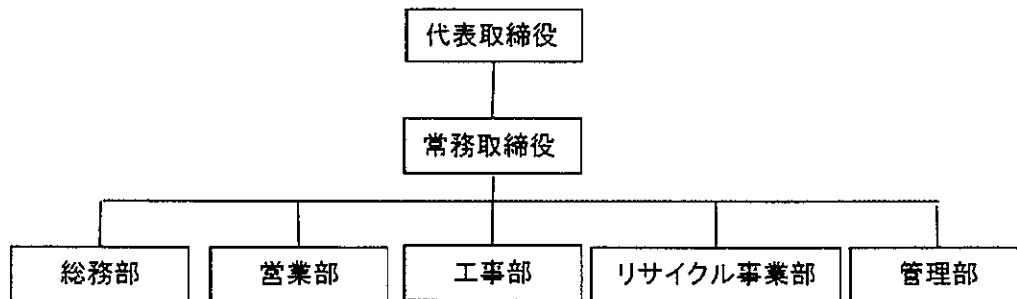 代表取締役
常務取締役
総務部
営業部
工事部
リサイクル事業部
管理部